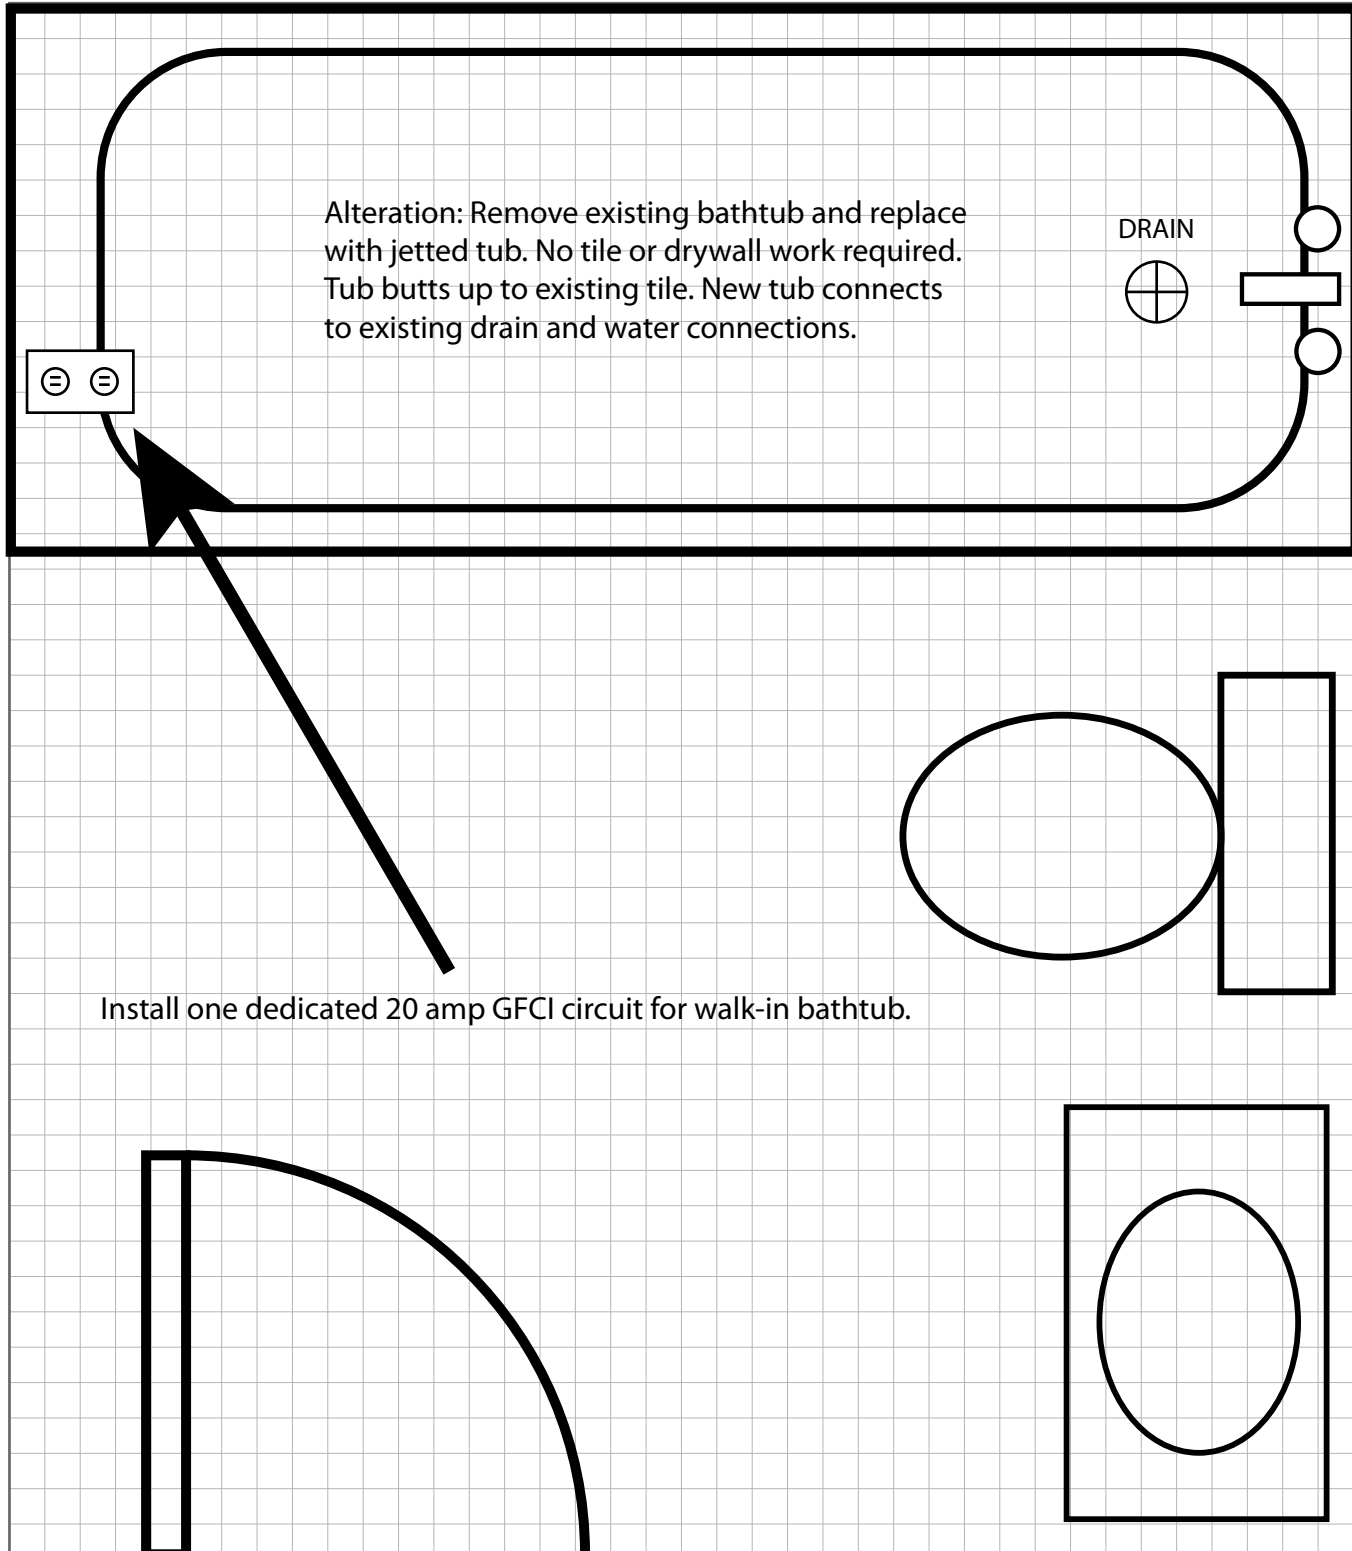 Alteration: Remove existing bathtub and replace
with jetted tub. No tile or drywall work required.
Tub butts up to existing tile. New tub connects
to existing drain and water connections.
DRAIN
Install one dedicated 20 amp GFCI circuit for walk-in bathtub.